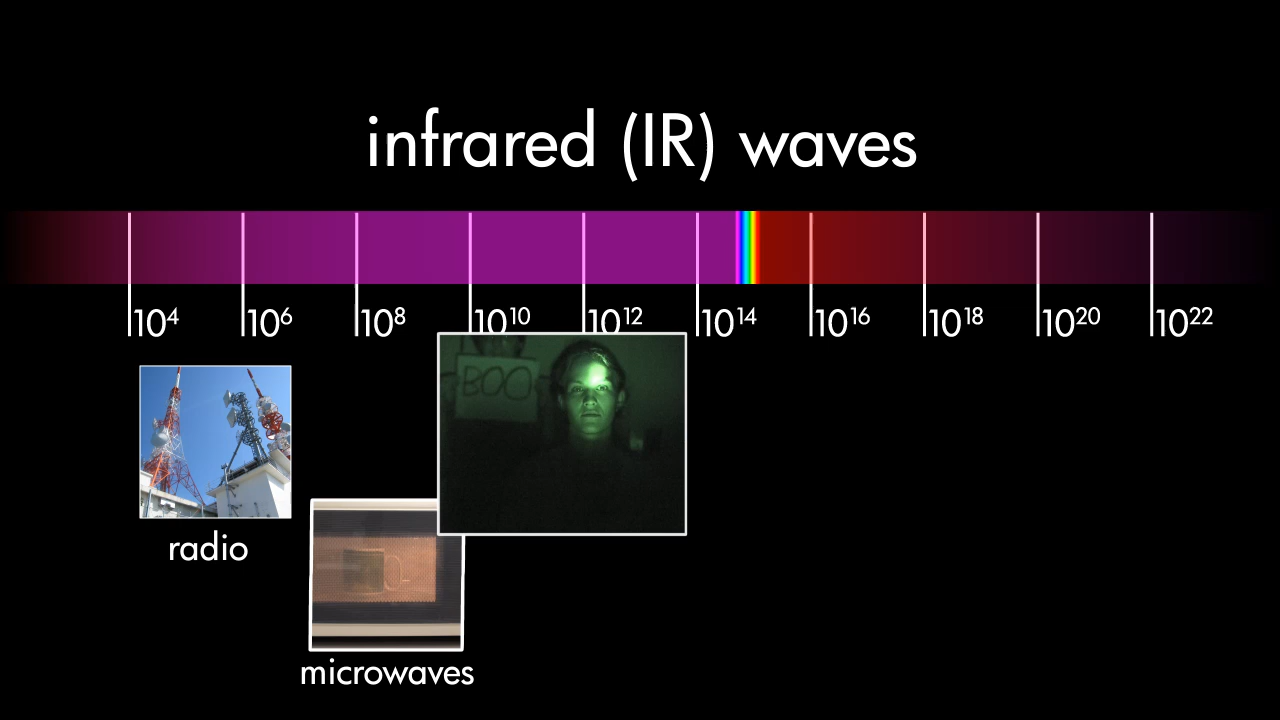 infrared (IR) waves
10⁴ 10⁶ 10⁸ 10¹⁰ 10¹² 10¹⁴ 10¹⁶ 10¹⁸ 10²⁰ 10²²
BOO
radio
microwaves